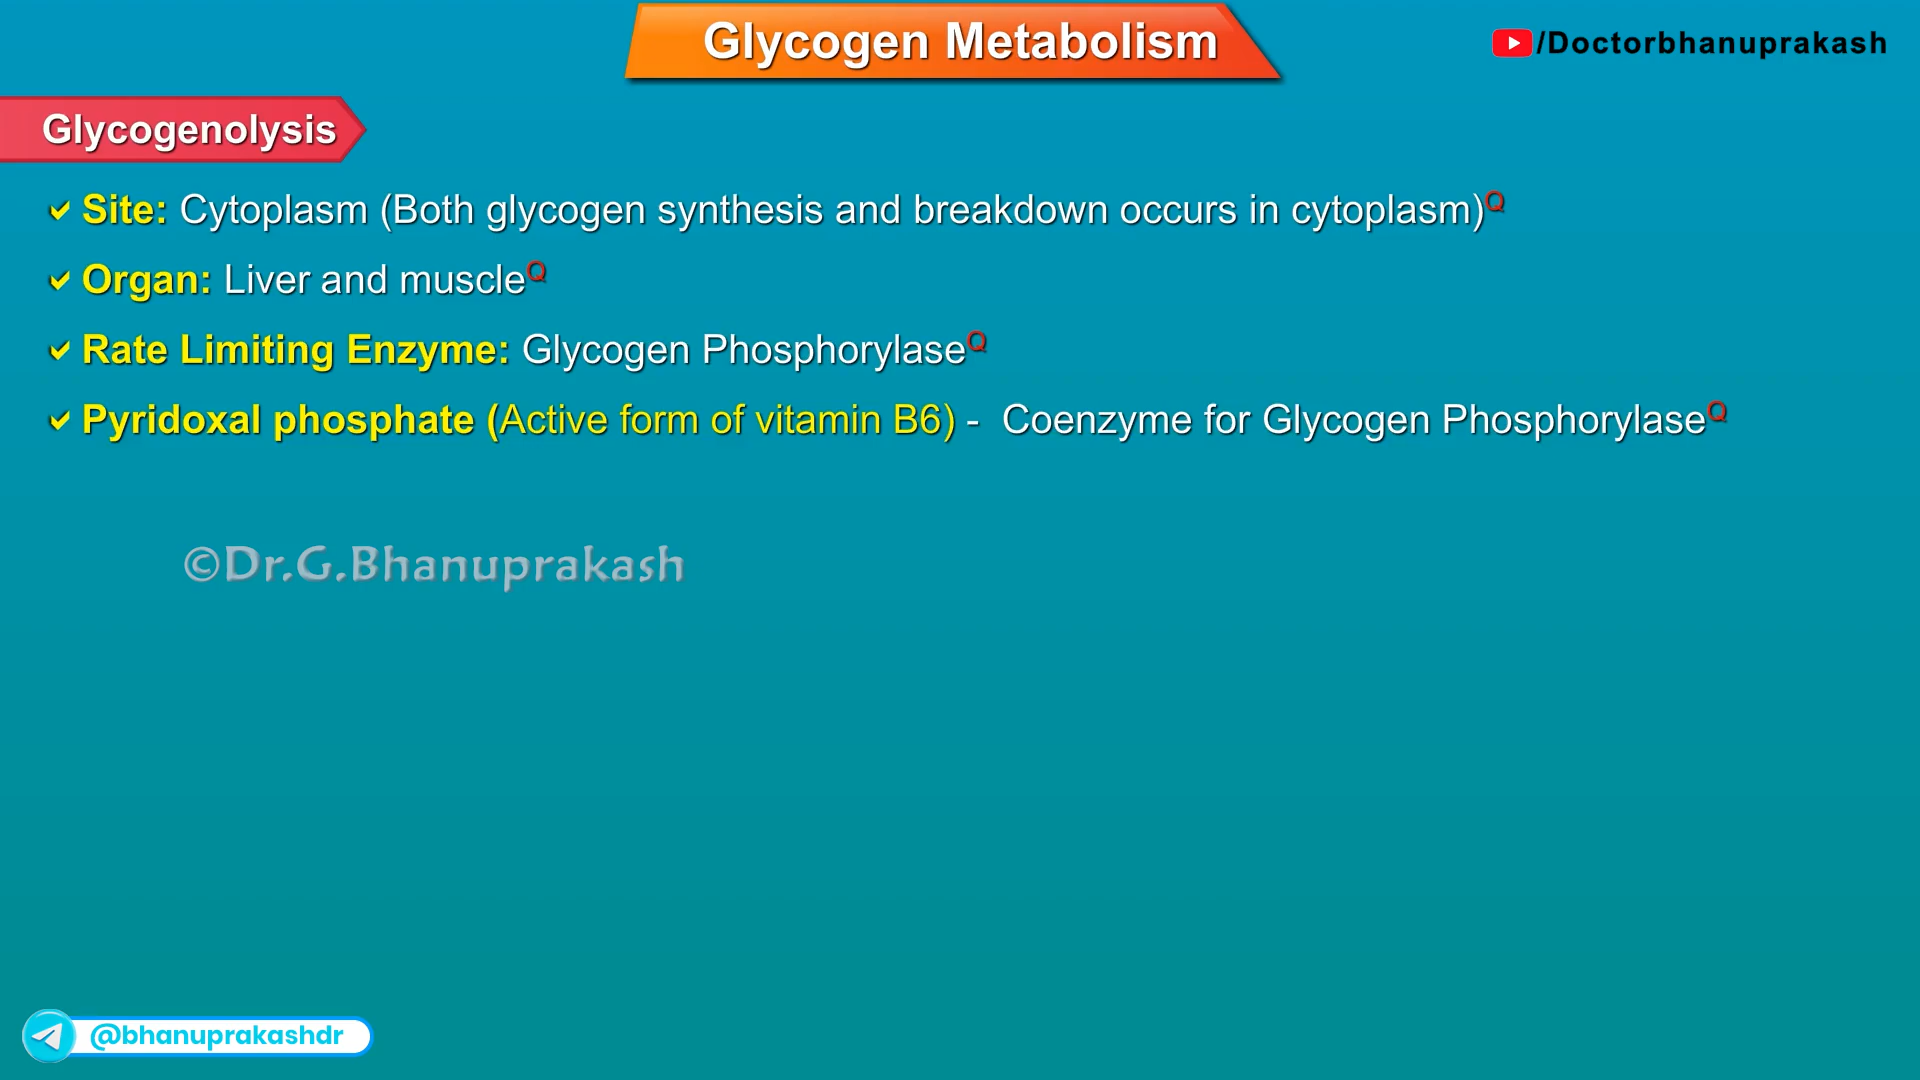 Glycogen Metabolism
/Doctorbhanuprakash
Glycogenolysis
Site: Cytoplasm (Both glycogen synthesis and breakdown occurs in cytoplasm)Q
Organ: Liver and muscleQ
Rate Limiting Enzyme: Glycogen PhosphorylaseQ
Pyridoxal phosphate (Active form of vitamin B6) - Coenzyme for Glycogen PhosphorylaseQ
©Dr.G.Bhanuprakash
@bhanuprakashdr